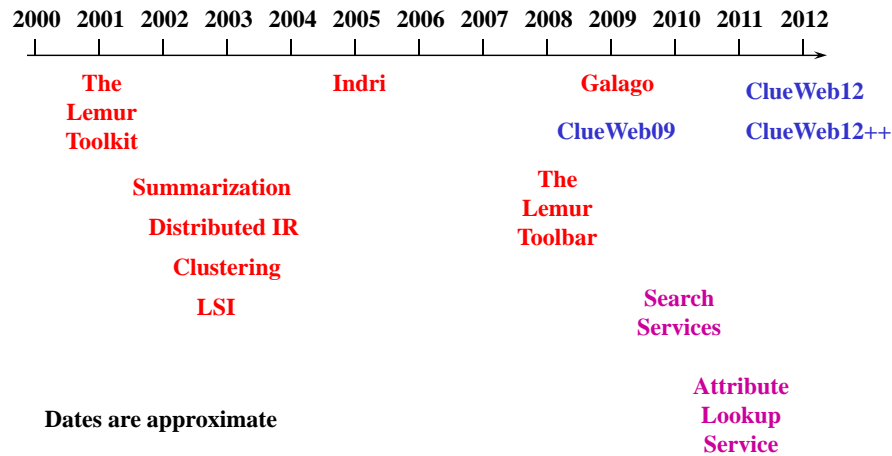 2000 2001 2002 2003 2004 2005 2006 2007 2008 2009 2010 2011 2012
The
Lemur
Toolkit
Indri
Galago
ClueWeb12
ClueWeb09
ClueWeb12++
Summarization
Distributed IR
Clustering
LSI
The
Lemur
Toolbar
Search
Services
Attribute
Lookup
Service
Dates are approximate